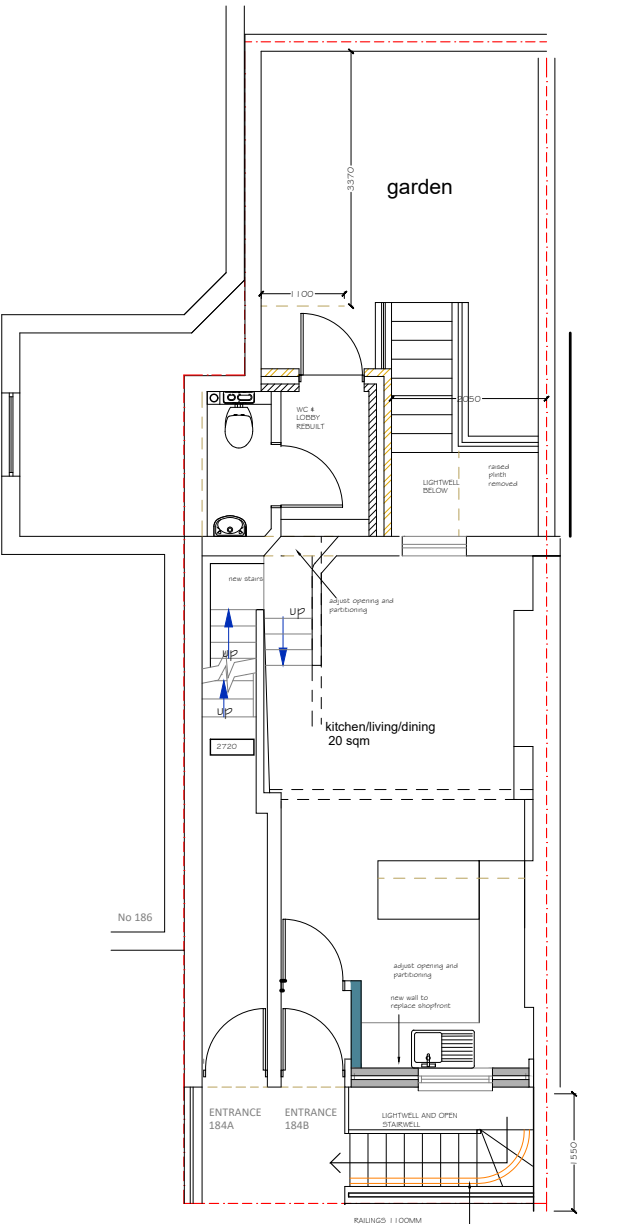 garden
3370
1100
2050
WC &
LOBBY
REBUILT
raised
plinth
removed
LIGHTWELL
BELOW
new stairs
adjust opening and
partitioning
UP
UP
UP
2720
kitchen/living/dining
20 sqm
No 186
adjust opening and
partitioning
new wall to
replace shopfront
ENTRANCE
184A
ENTRANCE
184B
LIGHTWELL AND OPEN
STAIRWELL
1550
RAILINGS 1100MM